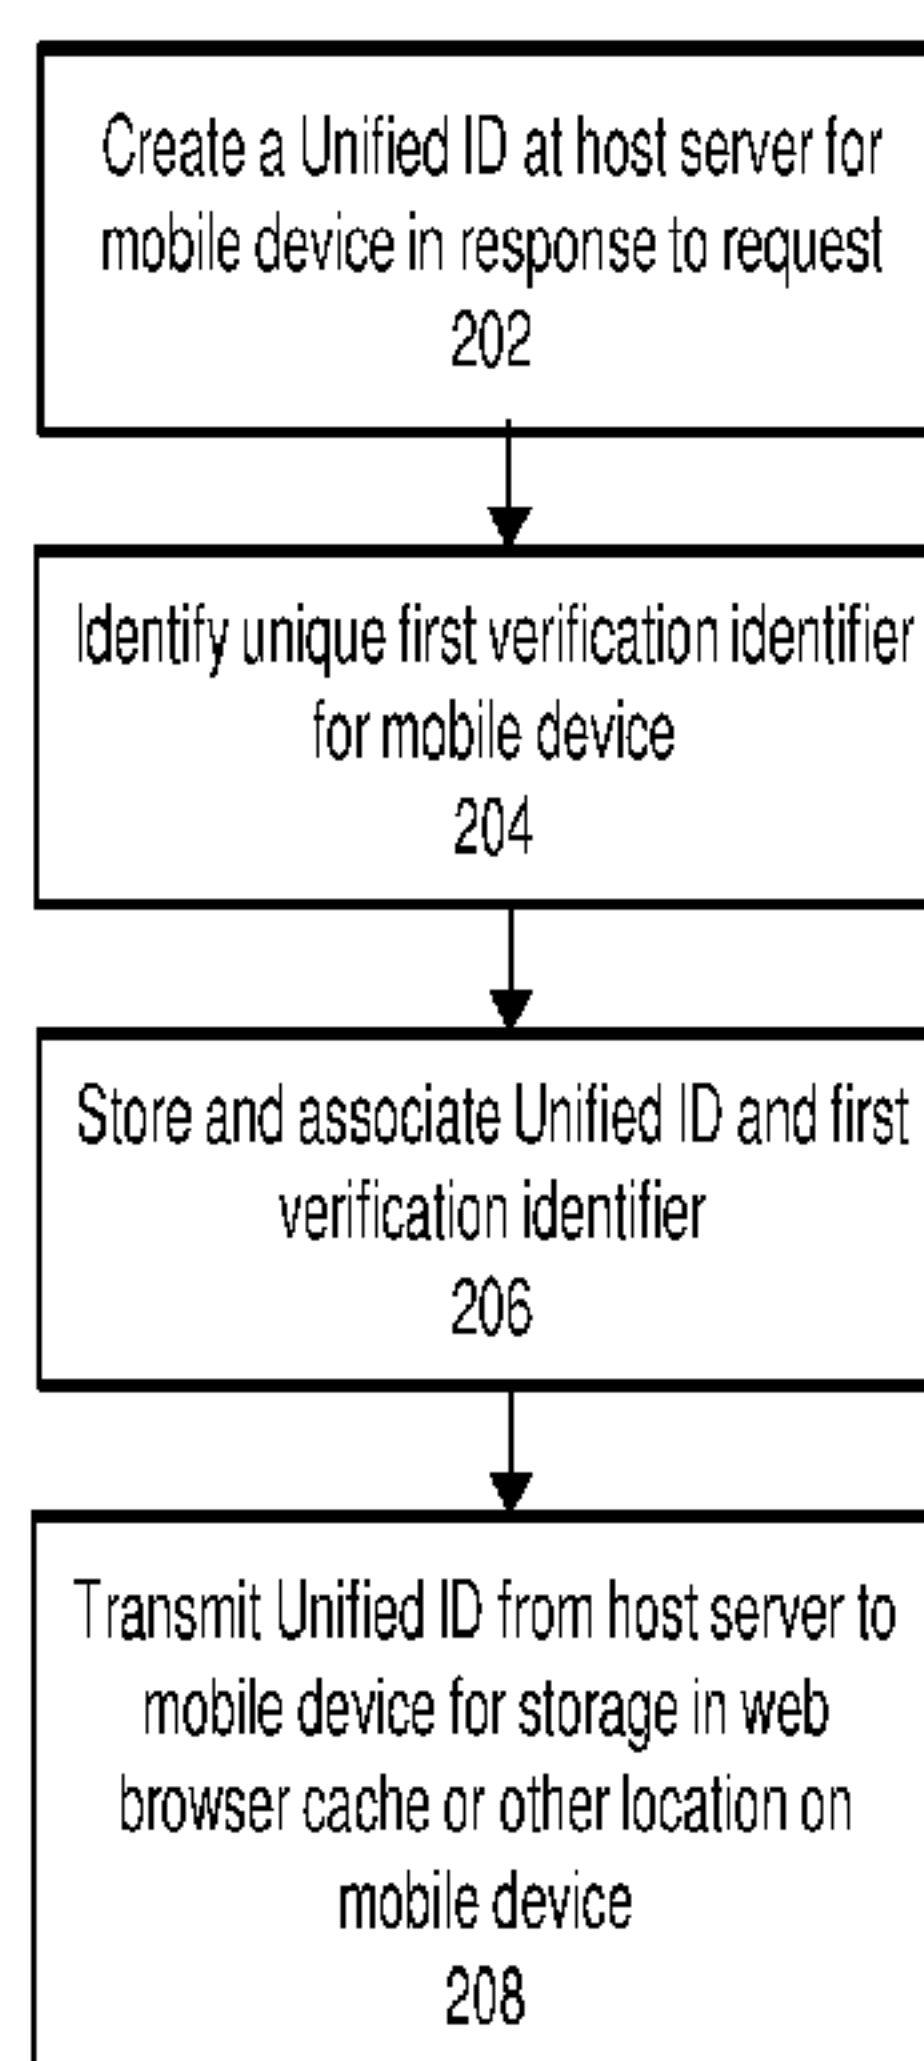 Create a Unified ID at host server for
mobile device in response to request
202
Identify unique first verification identifier
for mobile device
204
Store and associate Unified ID and first
verification identifier
206
Transmit Unified ID from host server to
mobile device for storage in web
browser cache or other location on
mobile device
208